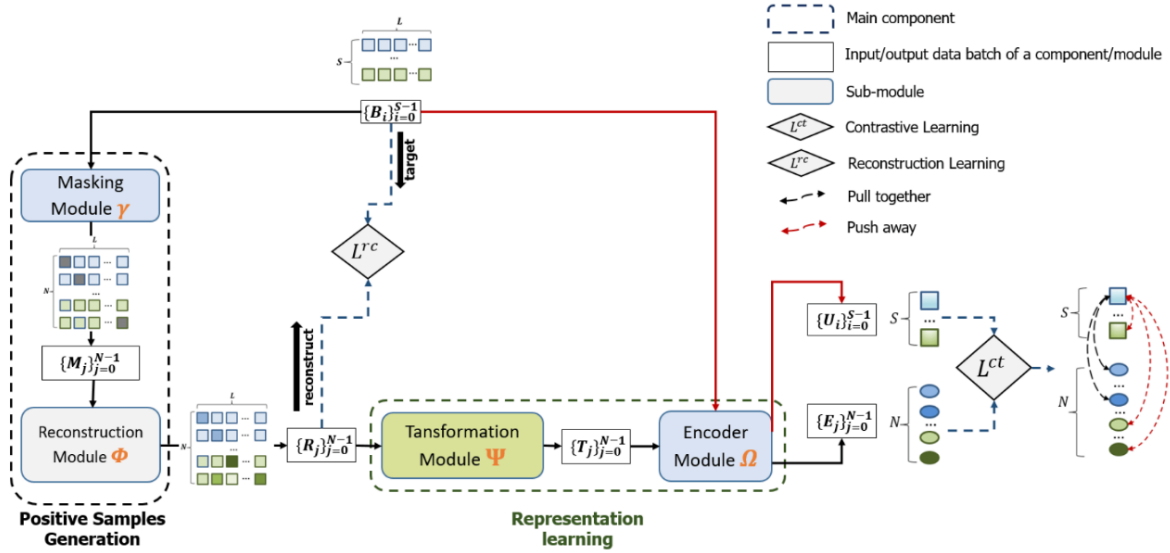 L
S
...
{B_i}_{i=0}^{S-1}
target
Main component
Input/output data batch of a component/module
Sub-module
L^{ct}
Contrastive Learning
L^{rc}
Reconstruction Learning
Pull together
Push away
Masking
Module γ
L
N
...
{M_j}_{j=0}^{N-1}
Reconstruction
Module Φ
L
N
...
reconstruct
L^{rc}
{R_j}_{j=0}^{N-1}
Tansformation
Module Ψ
{T_j}_{j=0}^{N-1}
Encoder
Module Ω
{U_i}_{i=0}^{S-1}
{E_j}_{j=0}^{N-1}
S
...
N
L^{ct}
S
...
N
...
...
Positive Samples
Generation
Representation
learning